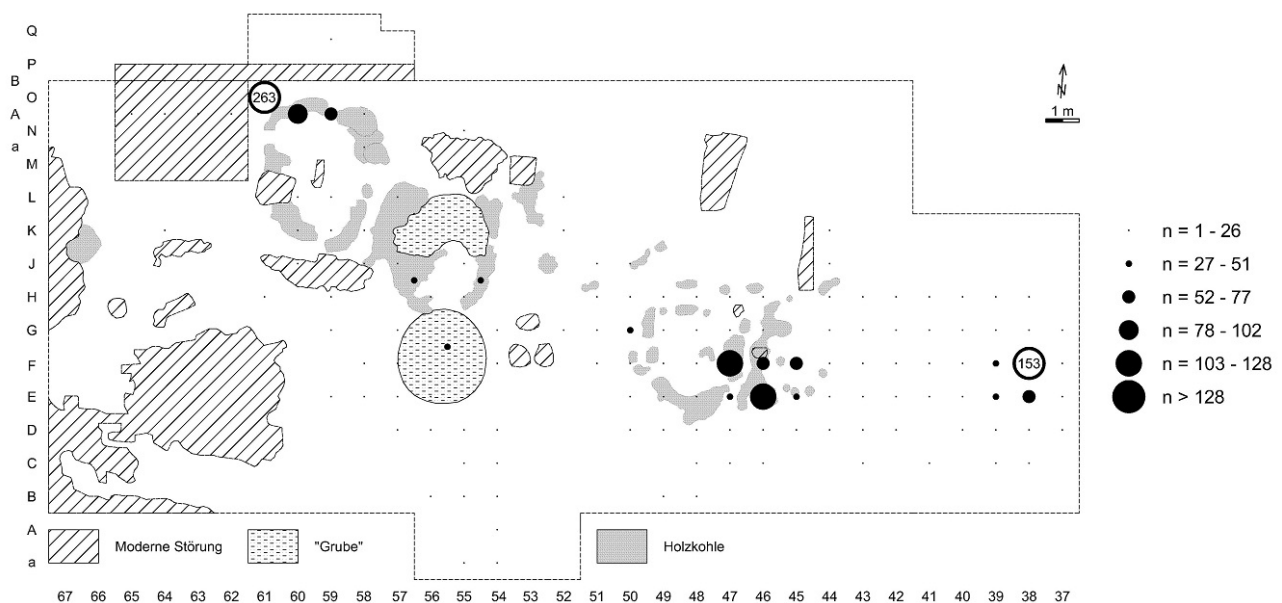 Q
P
B
O
A
N
a
M
L
K
J
H
G
F
E
D
C
B
A
a
263
153
N
1 m
n = 1 - 26
n = 27 - 51
n = 52 - 77
n = 78 - 102
n = 103 - 128
n > 128
Moderne Störung "Grube" Holzkohle
67 66 65 64 63 62 61 60 59 58 57 56 55 54 53 52 51 50 49 48 47 46 45 44 43 42 41 40 39 38 37